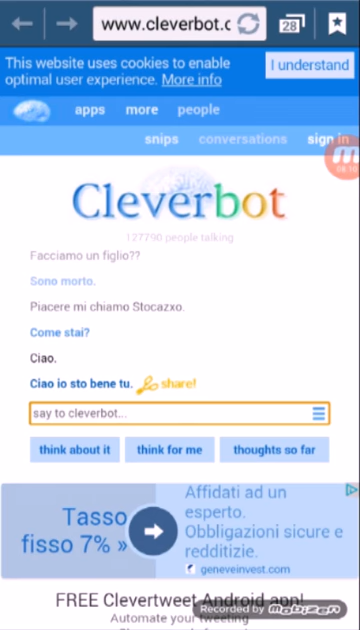 www.cleverbot.c
28
This website uses cookies to enable
optimal user experience. More info
I understand
apps more people
snips conversations sign in
Cleverbot
127790 people talking
Facciamo un figlio??
Sono morto.
Piacere mi chiamo Stocazxo.
Come stai?
Ciao.
Ciao io sto bene tu. share!
say to cleverbot...
think about it think for me thoughts so far
Tasso
fisso 7% »
Affidati ad un
esperto.
Obbligazioni sicure e
redditizie.
geneveinvest.com
FREE Clevertweet Android app!
Recorded by mobizen
Automate your tweeting